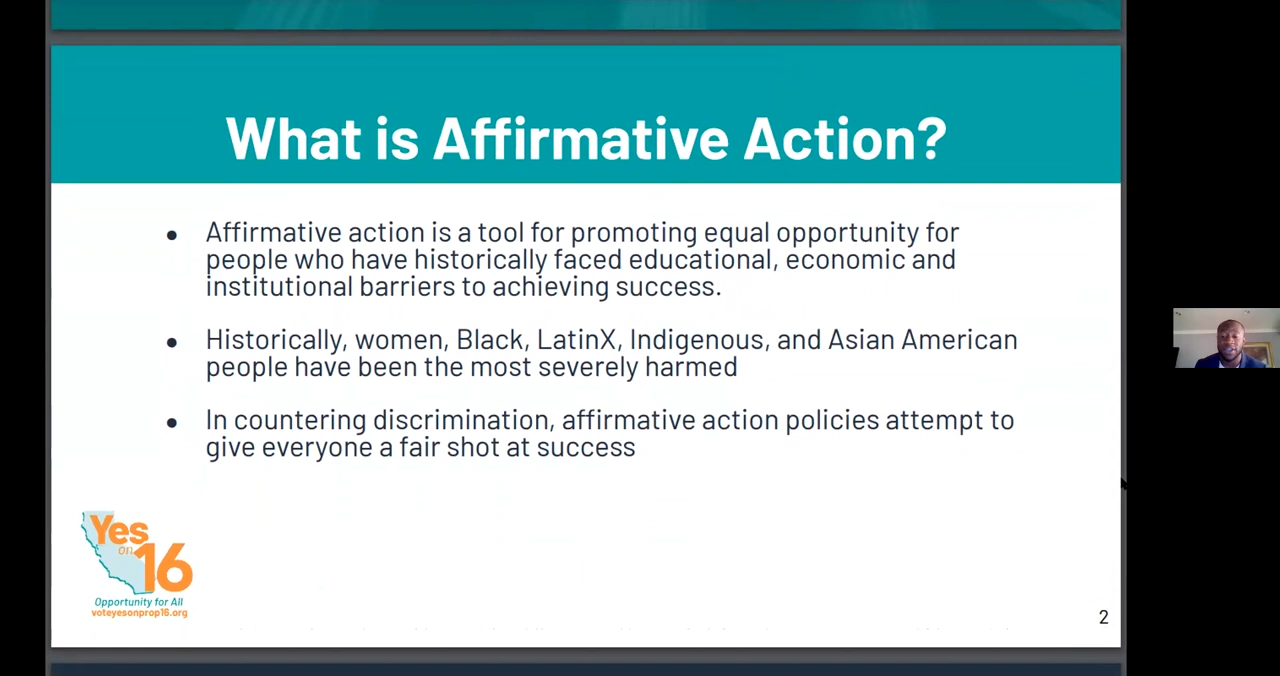 What is Affirmative Action?
● Affirmative action is a tool for promoting equal opportunity for
people who have historically faced educational, economic and
institutional barriers to achieving success.
● Historically, women, Black, LatinX, Indigenous, and Asian American
people have been the most severely harmed
● In countering discrimination, affirmative action policies attempt to
give everyone a fair shot at success
Yes
on
16
Opportunity for All
voteyesonprop16.org
2